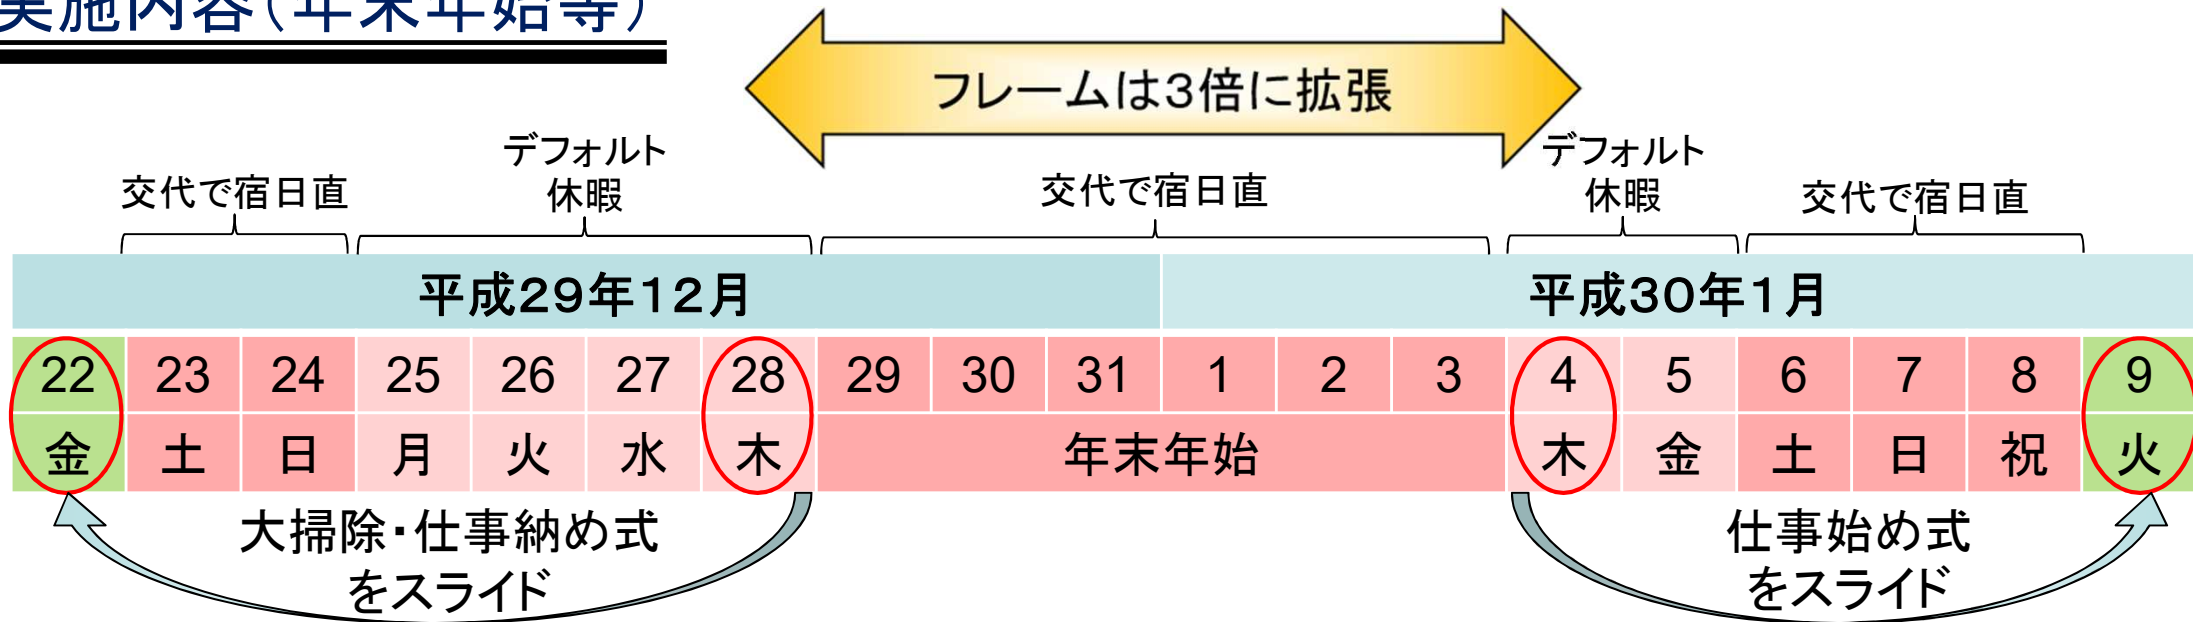 実施内容(年末年始等)
フレームは3倍に拡張
交代で宿日直
デフォルト
休暇
交代で宿日直
デフォルト
休暇
交代で宿日直
平成29年12月
平成30年1月
22 23 24 25 26 27 28 29 30 31 1 2 3 4 5 6 7 8 9
金 土 日 月 火 水 木 年末年始 木 金 土 日 祝 火
大掃除・仕事納め式
をスライド
仕事始め式
をスライド